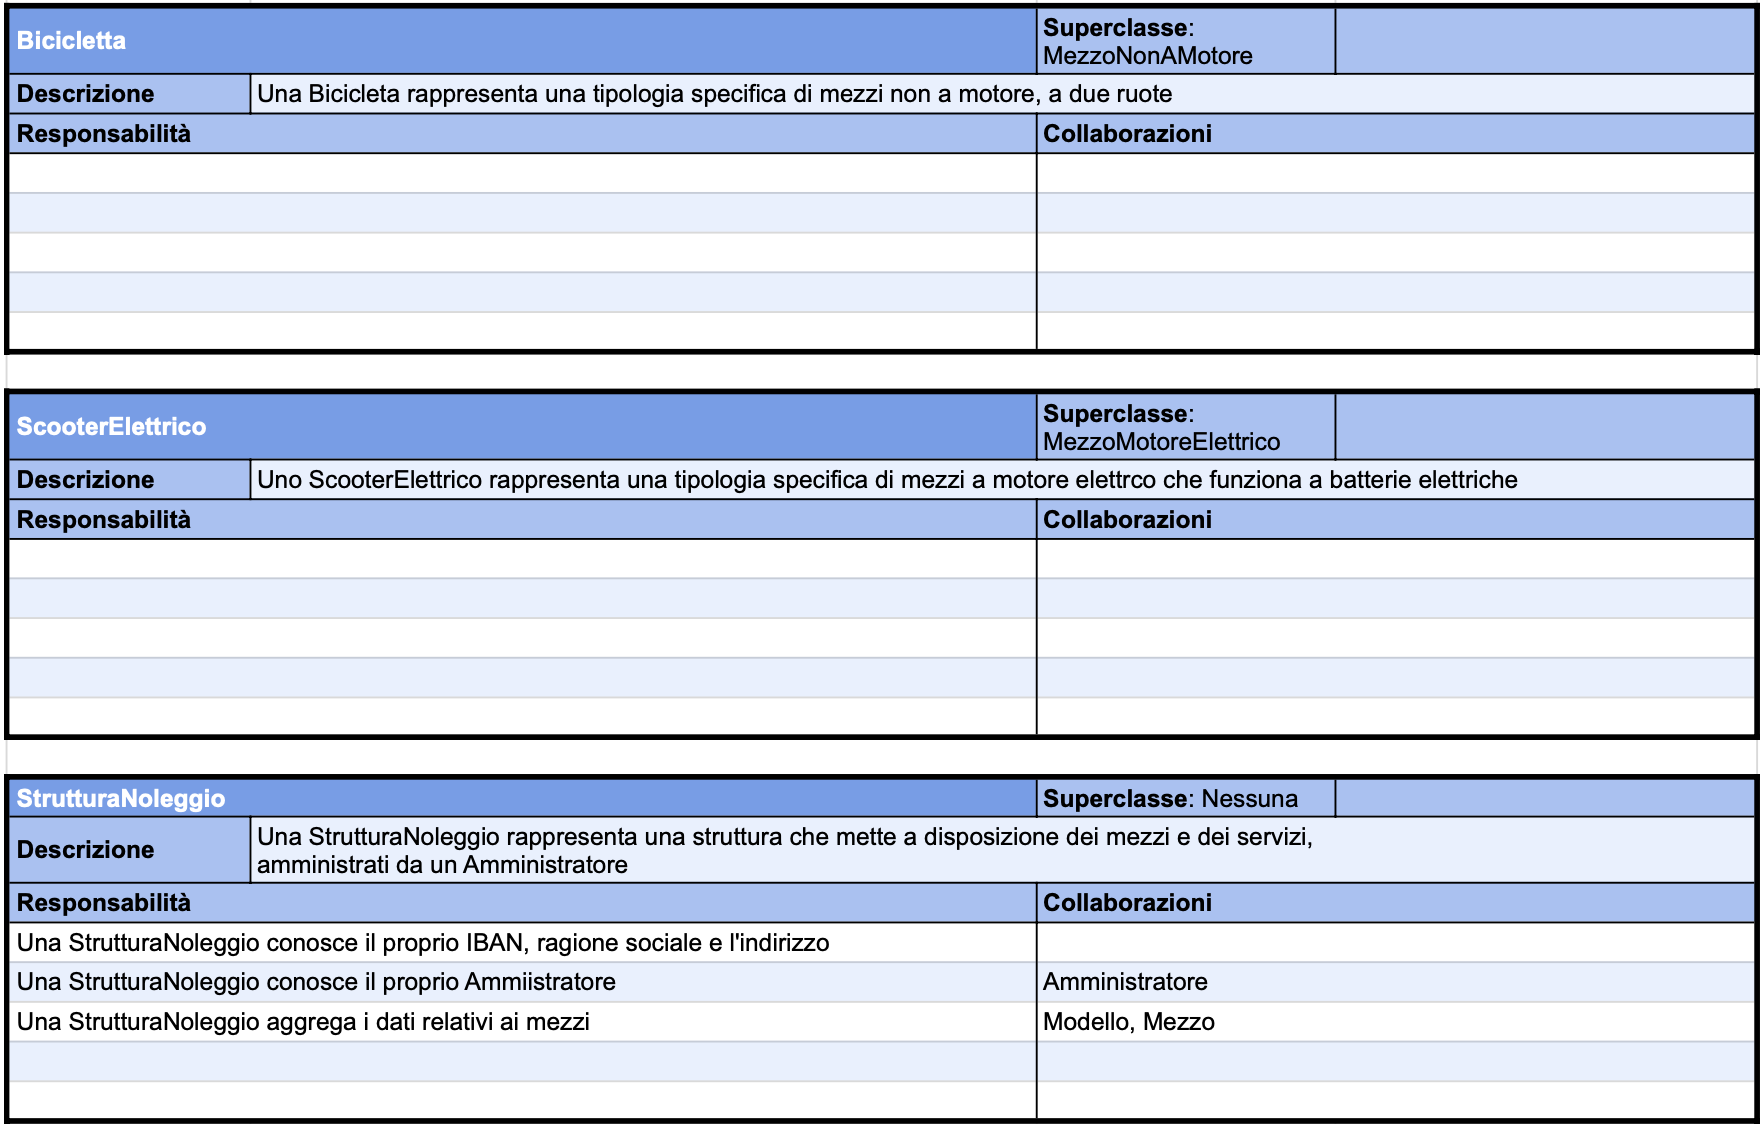 Bicicletta
Superclasse:
MezzoNonAMotore
Descrizione
Una Bicicleta rappresenta una tipologia specifica di mezzi non a motore, a due ruote
Responsabilità
Collaborazioni
ScooterElettrico
Superclasse:
MezzoMotoreElettrico
Descrizione
Uno ScooterElettrico rappresenta una tipologia specifica di mezzi a motore elettrco che funziona a batterie elettriche
Responsabilità
Collaborazioni
StrutturaNoleggio
Superclasse: Nessuna
Descrizione
Una StrutturaNoleggio rappresenta una struttura che mette a disposizione dei mezzi e dei servizi,
amministrati da un Amministratore
Responsabilità
Collaborazioni
Una StrutturaNoleggio conosce il proprio IBAN, ragione sociale e l'indirizzo
Una StrutturaNoleggio conosce il proprio Ammiistratore
Amministratore
Una StrutturaNoleggio aggrega i dati relativi ai mezzi
Modello, Mezzo